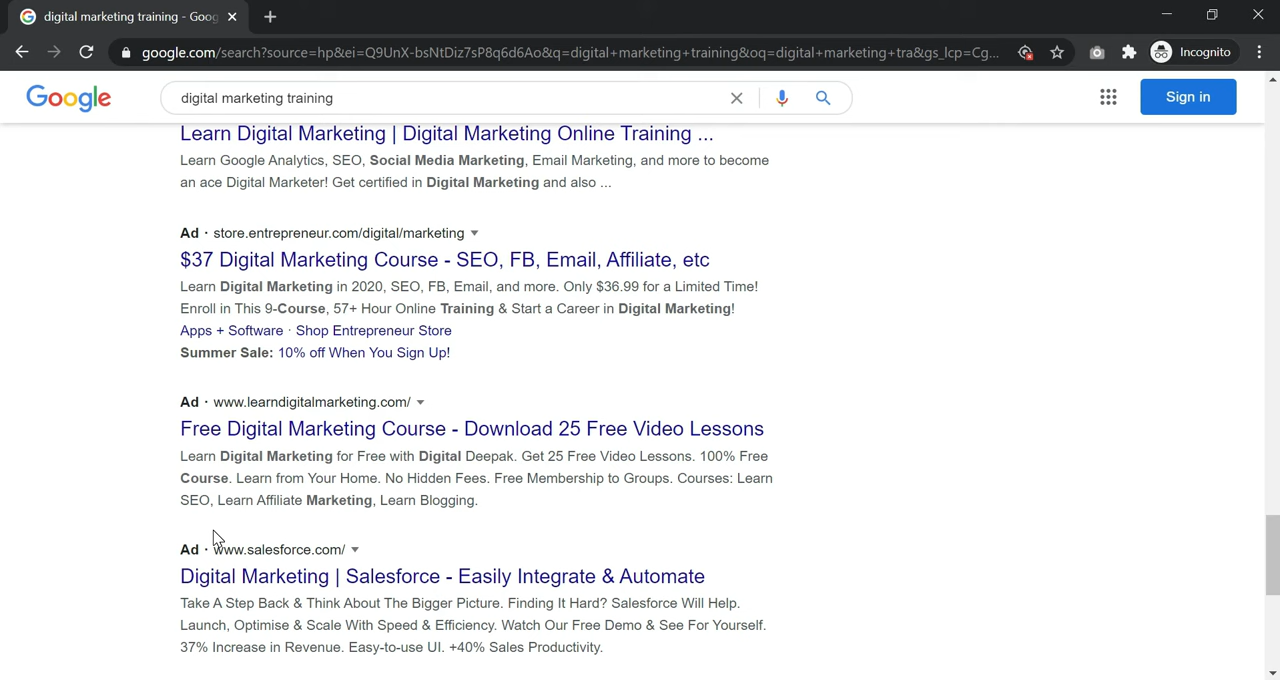 digital marketing training - Goog
google.com/search?source=hp&ei=Q9UnX-bsNtDiz7sP8q6d6Ao&q=digital+marketing+training&oq=digital+marketing+tra&gs_lcp=Cg...
Incognito
Google
digital marketing training
Sign in
Learn Digital Marketing | Digital Marketing Online Training ...
Learn Google Analytics, SEO, Social Media Marketing, Email Marketing, and more to become
an ace Digital Marketer! Get certified in Digital Marketing and also ...
Ad · store.entrepreneur.com/digital/marketing
$37 Digital Marketing Course - SEO, FB, Email, Affiliate, etc
Learn Digital Marketing in 2020, SEO, FB, Email, and more. Only $36.99 for a Limited Time!
Enroll in This 9-Course, 57+ Hour Online Training & Start a Career in Digital Marketing!
Apps + Software · Shop Entrepreneur Store
Summer Sale: 10% off When You Sign Up!
Ad · www.learndigitalmarketing.com/
Free Digital Marketing Course - Download 25 Free Video Lessons
Learn Digital Marketing for Free with Digital Deepak. Get 25 Free Video Lessons. 100% Free
Course. Learn from Your Home. No Hidden Fees. Free Membership to Groups. Courses: Learn
SEO, Learn Affiliate Marketing, Learn Blogging.
Ad · www.salesforce.com/
Digital Marketing | Salesforce - Easily Integrate & Automate
Take A Step Back & Think About The Bigger Picture. Finding It Hard? Salesforce Will Help.
Launch, Optimise & Scale With Speed & Efficiency. Watch Our Free Demo & See For Yourself.
37% Increase in Revenue. Easy-to-use UI. +40% Sales Productivity.